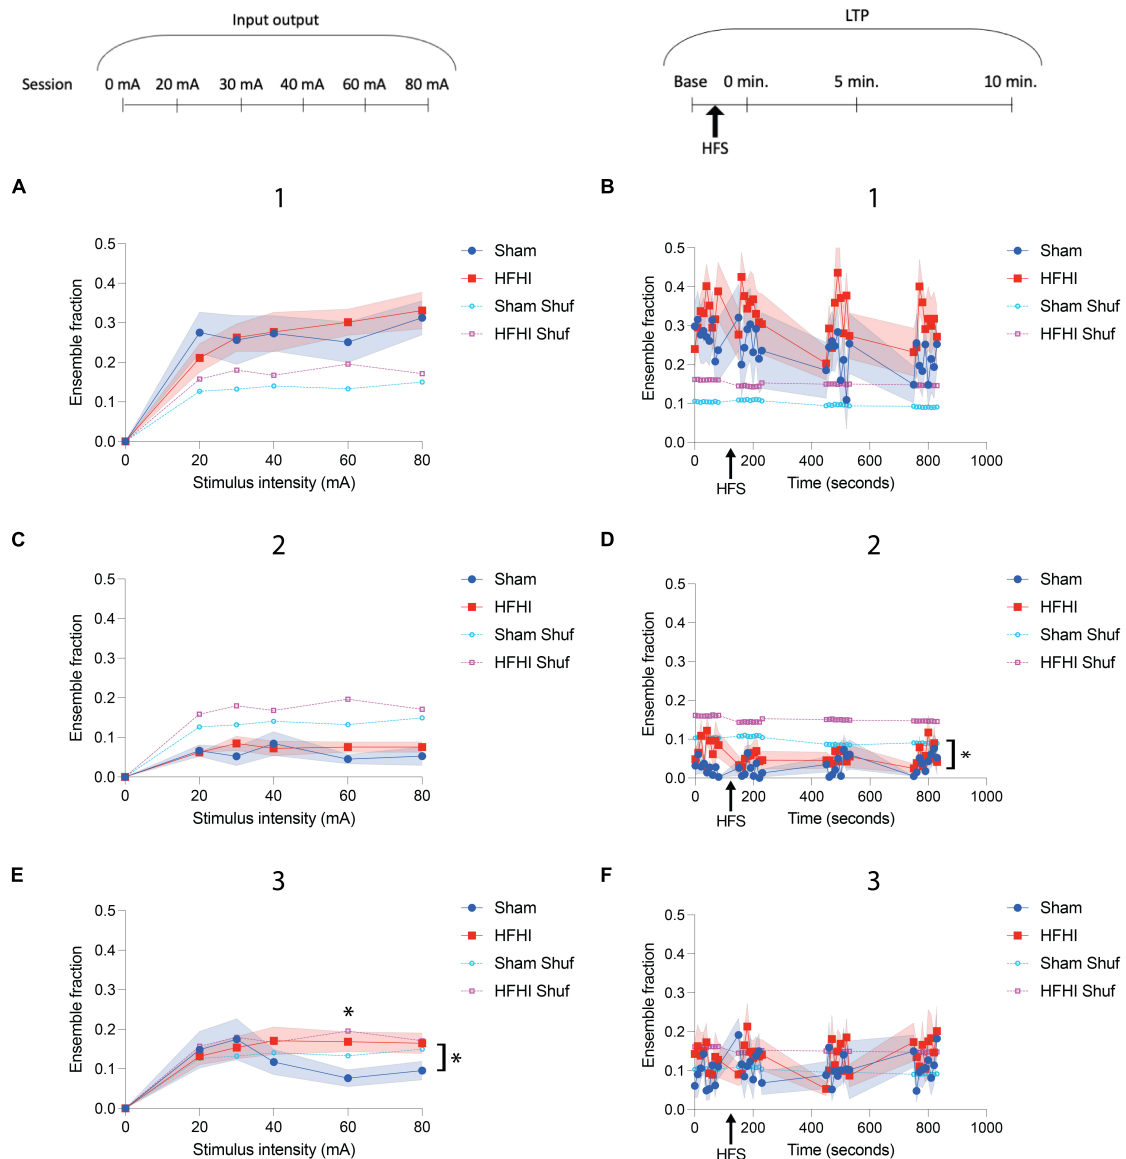 Input output
LTP
Session 0 mA 20 mA 30 mA 40 mA 60 mA 80 mA
Base 0 min. 5 min. 10 min.
HFS
A
1
Ensemble fraction
0.5
0.4
0.3
0.2
0.1
0.0
0 20 40 60 80
Stimulus intensity (mA)
Sham
HFHI
Sham Shuf
HFHI Shuf
B
1
Ensemble fraction
0.5
0.4
0.3
0.2
0.1
0.0
0 200 400 600 800 1000
HFS
Time (seconds)
Sham
HFHI
Sham Shuf
HFHI Shuf
C
2
Ensemble fraction
0.5
0.4
0.3
0.2
0.1
0.0
0 20 40 60 80
Stimulus intensity (mA)
Sham
HFHI
Sham Shuf
HFHI Shuf
D
2
Ensemble fraction
0.5
0.4
0.3
0.2
0.1
0.0
*
0 200 400 600 800 1000
HFS
Time (seconds)
Sham
HFHI
Sham Shuf
HFHI Shuf
E
3
Ensemble fraction
0.5
0.4
0.3
0.2
0.1
0.0
*
*
0 20 40 60 80
Stimulus intensity (mA)
Sham
HFHI
Sham Shuf
HFHI Shuf
F
3
Ensemble fraction
0.5
0.4
0.3
0.2
0.1
0.0
0 200 400 600 800 1000
HFS
Time (seconds)
Sham
HFHI
Sham Shuf
HFHI Shuf